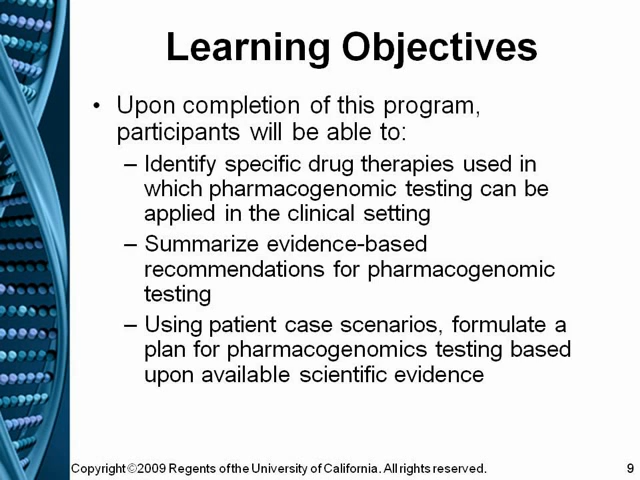 Learning Objectives
• Upon completion of this program,
participants will be able to:
– Identify specific drug therapies used in
which pharmacogenomic testing can be
applied in the clinical setting
– Summarize evidence-based
recommendations for pharmacogenomic
testing
– Using patient case scenarios, formulate a
plan for pharmacogenomics testing based
upon available scientific evidence
Copyright ©2009 Regents of the University of California. All rights reserved. 9